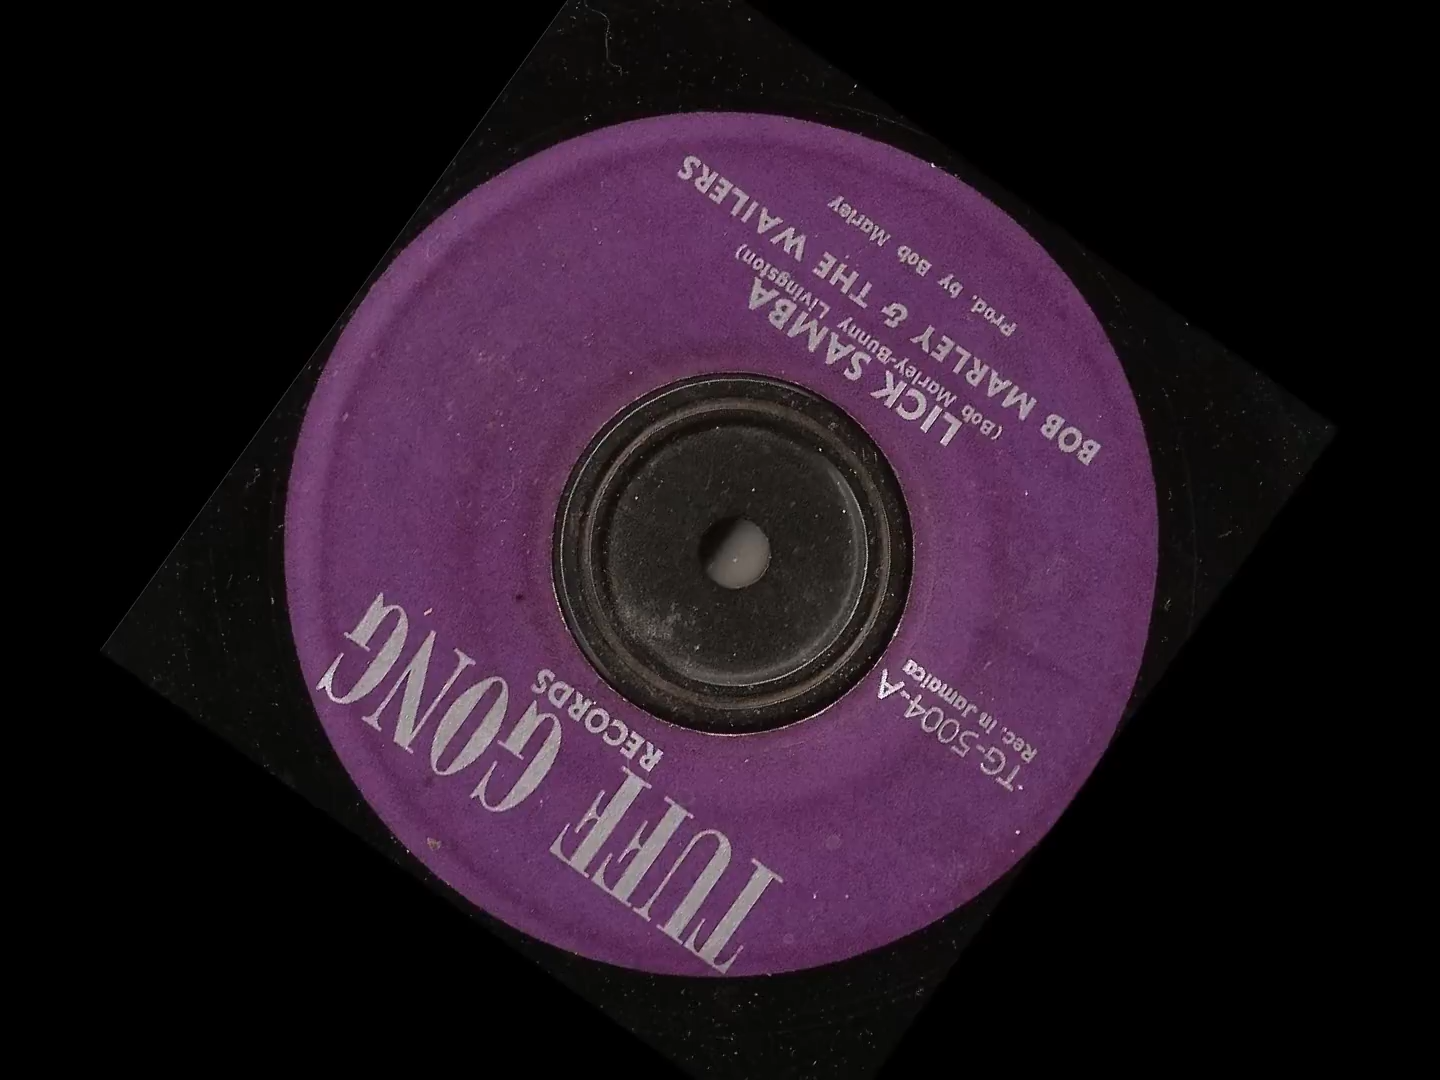 TUFF GONG
RECORDS
TG-5004-A
Rec. In Jamaica
LICK SAMBA
(Bob Marley-Bunny Livingston)
BOB MARLEY & THE WAILERS
Prod. by Bob Marley